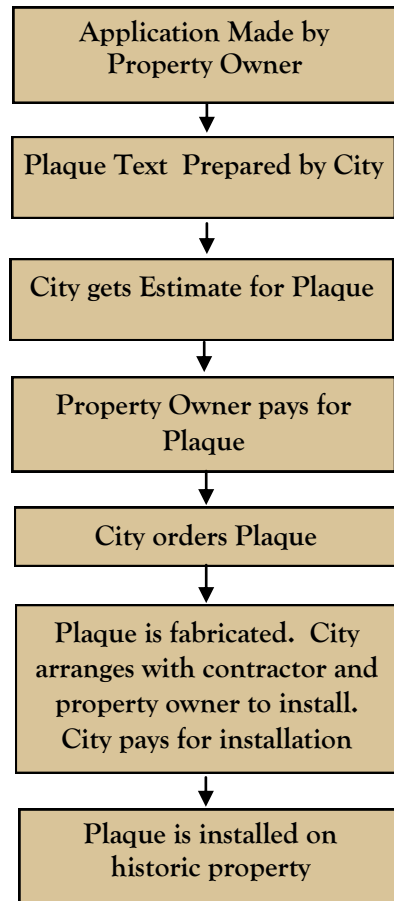 Application Made by
Property Owner
Plaque Text  Prepared by City
City gets Estimate for Plaque
Property Owner pays for
Plaque
City orders Plaque
Plaque is fabricated.  City
arranges with contractor and
property owner to install.
City pays for installation
Plaque is installed on
historic property